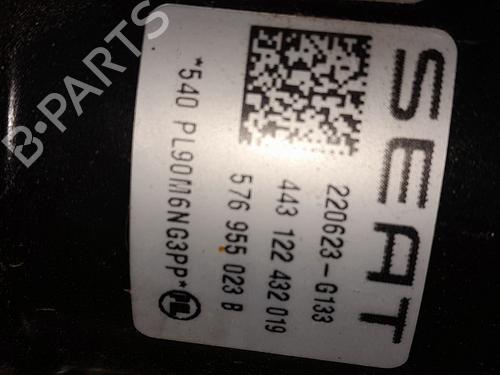 SEAT
220623-G133
443 122 432 019
576 955 023 B
*540 PL90M6NG3PP*
B-PARTS